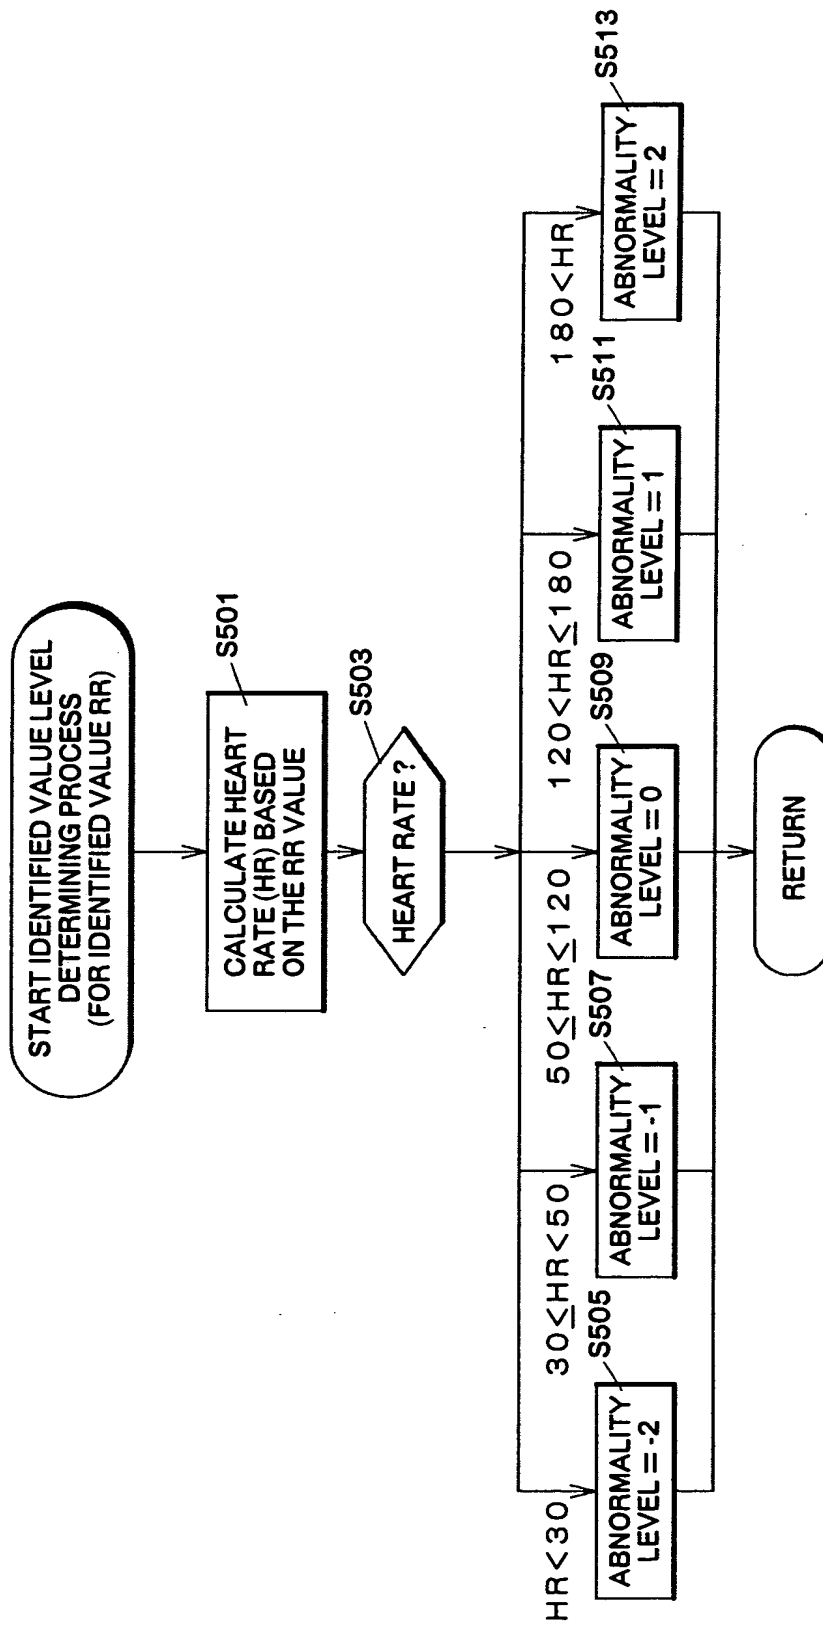 START IDENTIFIED VALUE LEVEL
DETERMINING PROCESS
(FOR IDENTIFIED VALUE RR)
S501
CALCULATE HEART
RATE (HR) BASED
ON THE RR VALUE
S503
HEART RATE ?
HR<30
30≤HR<50
50≤HR≤120
120<HR≤180
180<HR
S505
ABNORMALITY
LEVEL = -2
S507
ABNORMALITY
LEVEL = -1
S509
ABNORMALITY
LEVEL = 0
S511
ABNORMALITY
LEVEL = 1
S513
ABNORMALITY
LEVEL = 2
RETURN